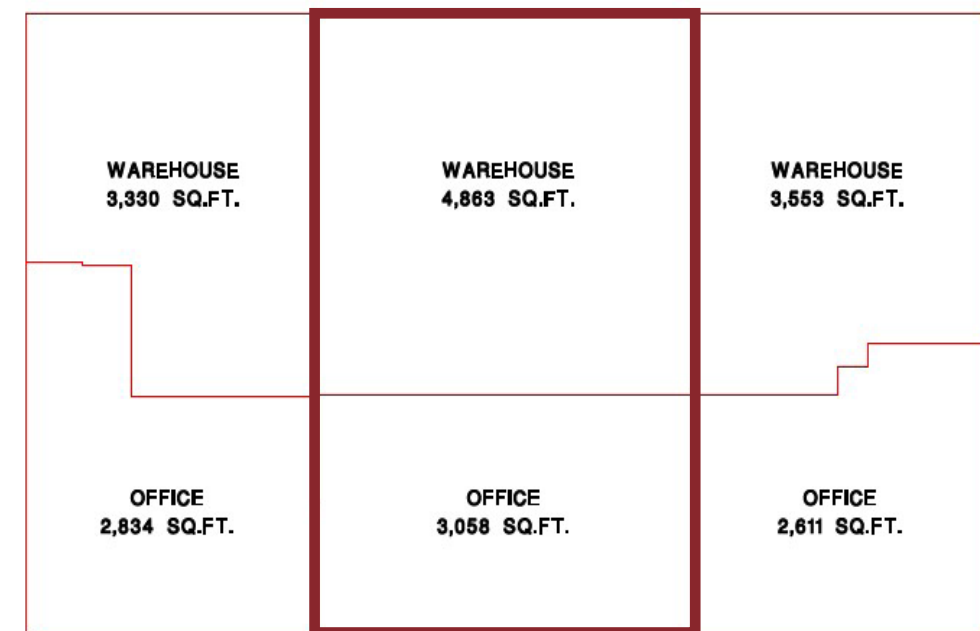 WAREHOUSE
3,330 SQ.FT.
WAREHOUSE
4,863 SQ.FT.
WAREHOUSE
3,553 SQ.FT.
OFFICE
2,834 SQ.FT.
OFFICE
3,058 SQ.FT.
OFFICE
2,611 SQ.FT.